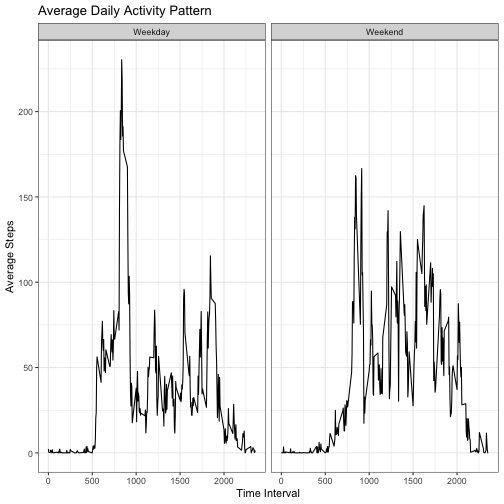 Average Daily Activity Pattern
Weekday Weekend
200
150
100
50
0
Average Steps
0 500 1000 1500 2000 0 500 1000 1500 2000
Time Interval